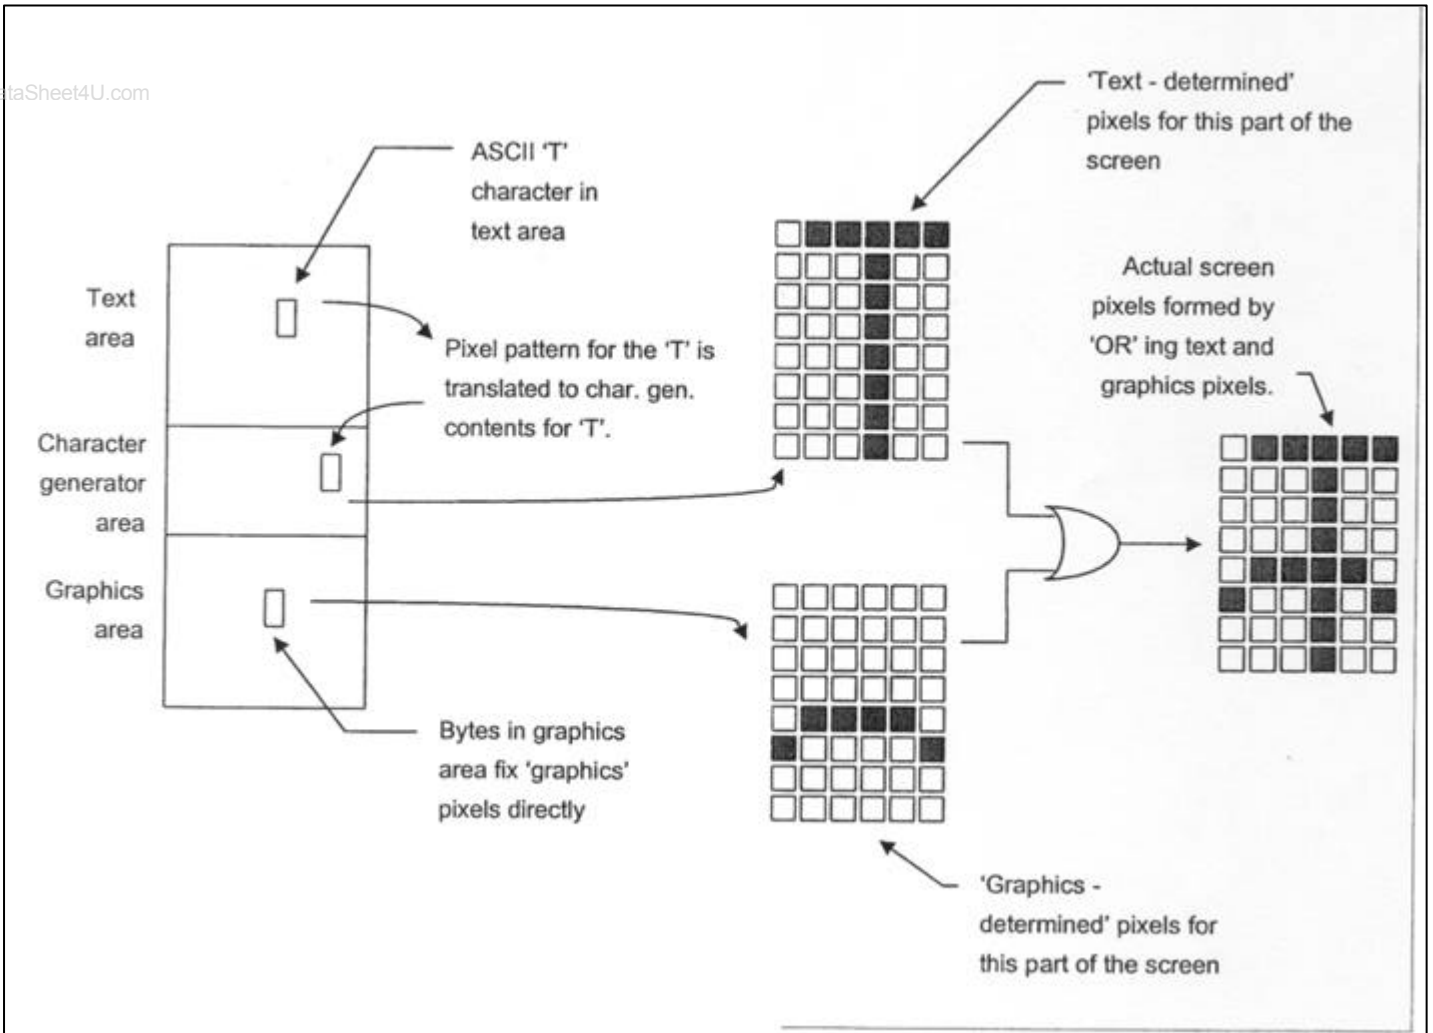 taSheet4U.com
'Text - determined'
pixels for this part of the
screen
ASCII 'T'
character in
text area
Text
area
Actual screen
pixels formed by
'OR' ing text and
graphics pixels.
Pixel pattern for the 'T' is
translated to char. gen.
contents for 'T'.
Character
generator
area
Graphics
area
Bytes in graphics
area fix 'graphics'
pixels directly
'Graphics -
determined' pixels for
this part of the screen